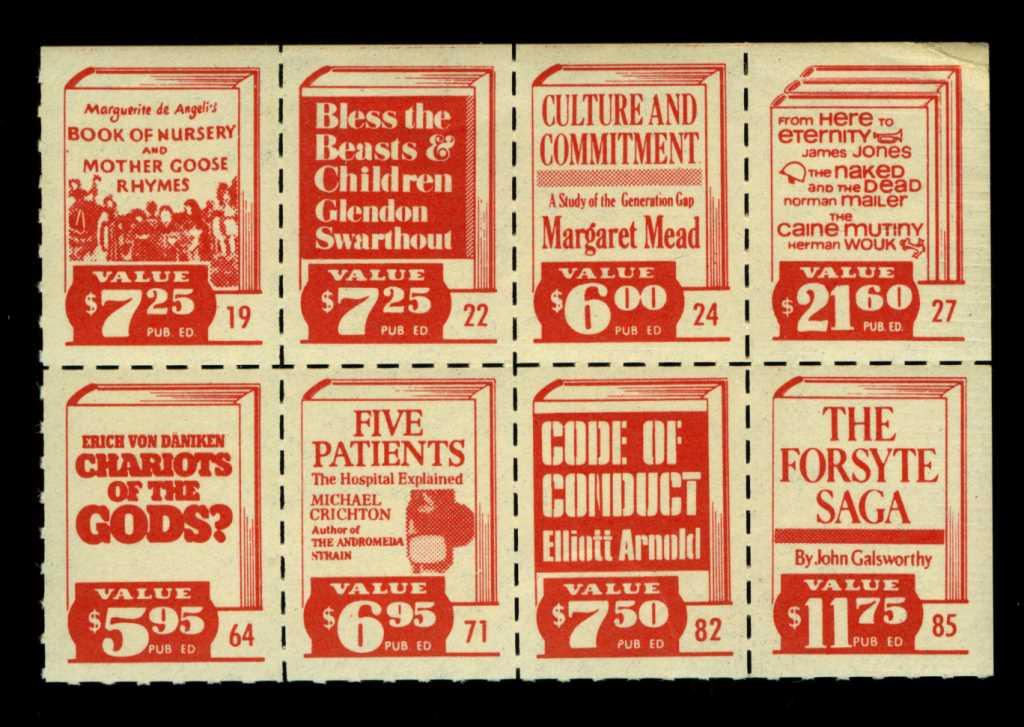 Marguerite de Angeli's
BOOK OF NURSERY
AND
MOTHER GOOSE
RHYMES
VALUE
$7.25
PUB. ED.
19
Bless the
Beasts &
Children
Glendon
Swarthout
VALUE
$7.25
PUB. ED.
22
CULTURE AND
COMMITMENT
A Study of the Generation Gap
Margaret Mead
VALUE
$6.00
PUB ED
24
From Here to
eternity
James Jones
The naked
and the Dead
norman mailer
The
caine mutiny
Herman Wouk
VALUE
$21.60
PUB. ED.
27
ERICH VON DÄNIKEN
CHARIOTS
OF THE
GODS?
VALUE
$5.95
PUB ED
64
FIVE
PATIENTS
The Hospital Explained
MICHAEL
CRICHTON
Author of
THE ANDROMEDA
STRAIN
VALUE
$6.95
PUB. ED
71
CODE OF
CONDUCT
Elliott Arnold
VALUE
$7.50
PUB ED
82
THE
FORSYTE
SAGA
By John Galsworthy
VALUE
$11.75
PUB ED
85